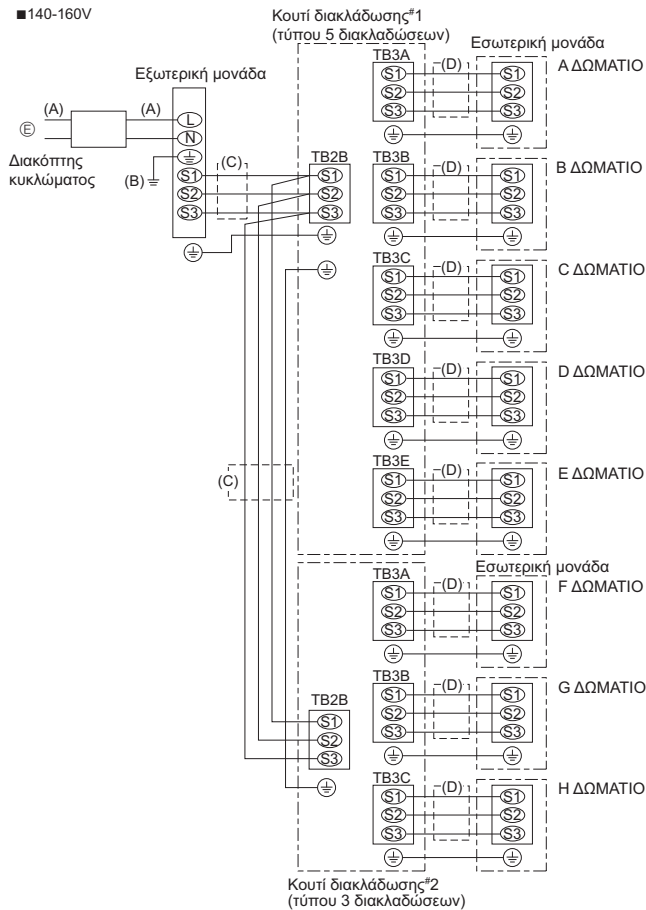 ■140-160V
Κουτί διακλάδωσης#1
(τύπου 5 διακλαδώσεων)
Εσωτερική μονάδα
Εξωτερική μονάδα
TB3A
(D)
Α ΔΩΜΑΤΙΟ
S1 S1
S2 S2
S3 S3
(A) (A)
L
Ⓔ
N
Διακόπτης
κυκλώματος
(B)
(C)
S1
S2
S3
TB2B
S1
S2
S3
TB3B
(D)
Β ΔΩΜΑΤΙΟ
S1 S1
S2 S2
S3 S3
TB3C
(D)
C ΔΩΜΑΤΙΟ
S1 S1
S2 S2
S3 S3
TB3D
(D)
D ΔΩΜΑΤΙΟ
S1 S1
S2 S2
S3 S3
TB3E
(D)
E ΔΩΜΑΤΙΟ
S1 S1
S2 S2
S3 S3
(C)
Εσωτερική μονάδα
TB3A
(D)
F ΔΩΜΑΤΙΟ
S1 S1
S2 S2
S3 S3
TB3B
(D)
G ΔΩΜΑΤΙΟ
S1 S1
S2 S2
S3 S3
TB2B
S1
S2
S3
TB3C
(D)
H ΔΩΜΑΤΙΟ
S1 S1
S2 S2
S3 S3
Κουτί διακλάδωσης#2
(τύπου 3 διακλαδώσεων)